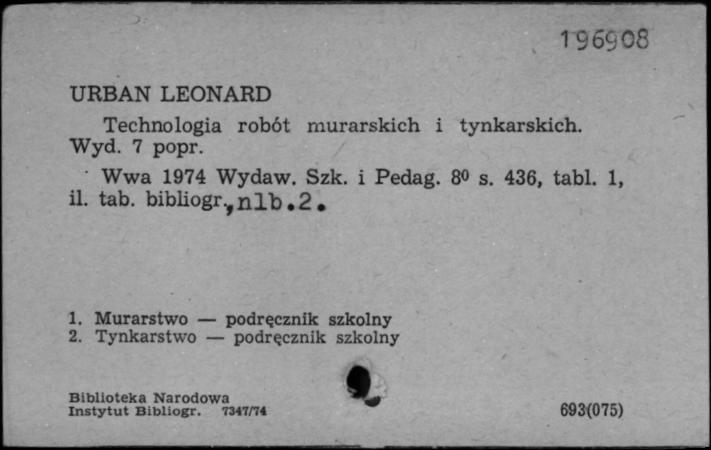 196908
URBAN LEONARD
Technologia robót murarskich i tynkarskich.
Wyd. 7 popr.
Wwa 1974 Wydaw. Szk. i Pedag. 8⁰ s. 436, tabl. 1,
il. tab. bibliogr., nlb.2.
1. Murarstwo — podręcznik szkolny
2. Tynkarstwo — podręcznik szkolny
Biblioteka Narodowa
Instytut Bibliogr. 7347/74
693(075)